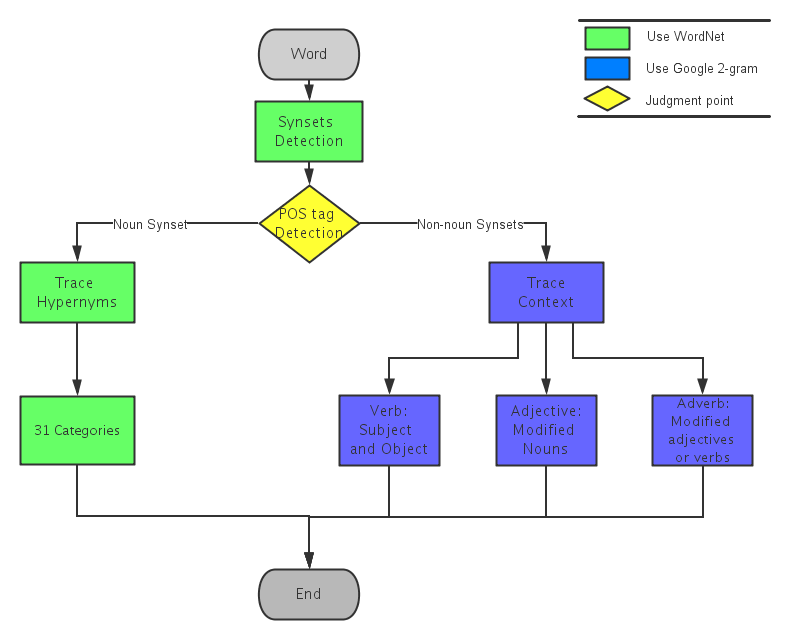 Word
Use WordNet
Use Google 2-gram
Judgment point
Synsets
Detection
POS tag
Detection
Noun Synset
Non-noun Synsets
Trace
Hypernyms
Trace
Context
31 Categories
Verb:
Subject
and Object
Adjective:
Modified
Nouns
Adverb:
Modified
adjectives
or verbs
End